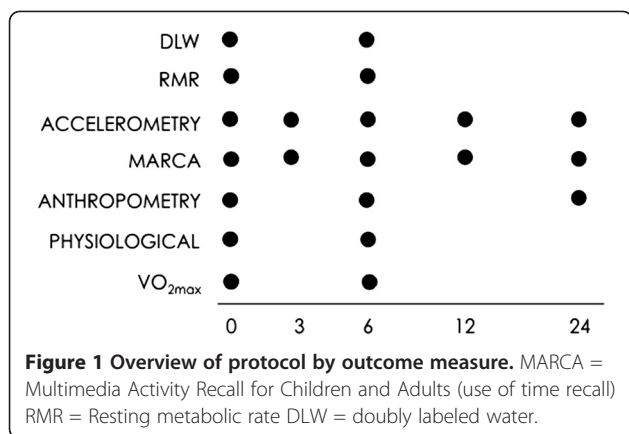 DLW
RMR
ACCELEROMETRY
MARCA
ANTHROPOMETRY
PHYSIOLOGICAL
VO2max
0 3 6 12 24
Figure 1 Overview of protocol by outcome measure. MARCA =
Multimedia Activity Recall for Children and Adults (use of time recall)
RMR = Resting metabolic rate DLW = doubly labeled water.